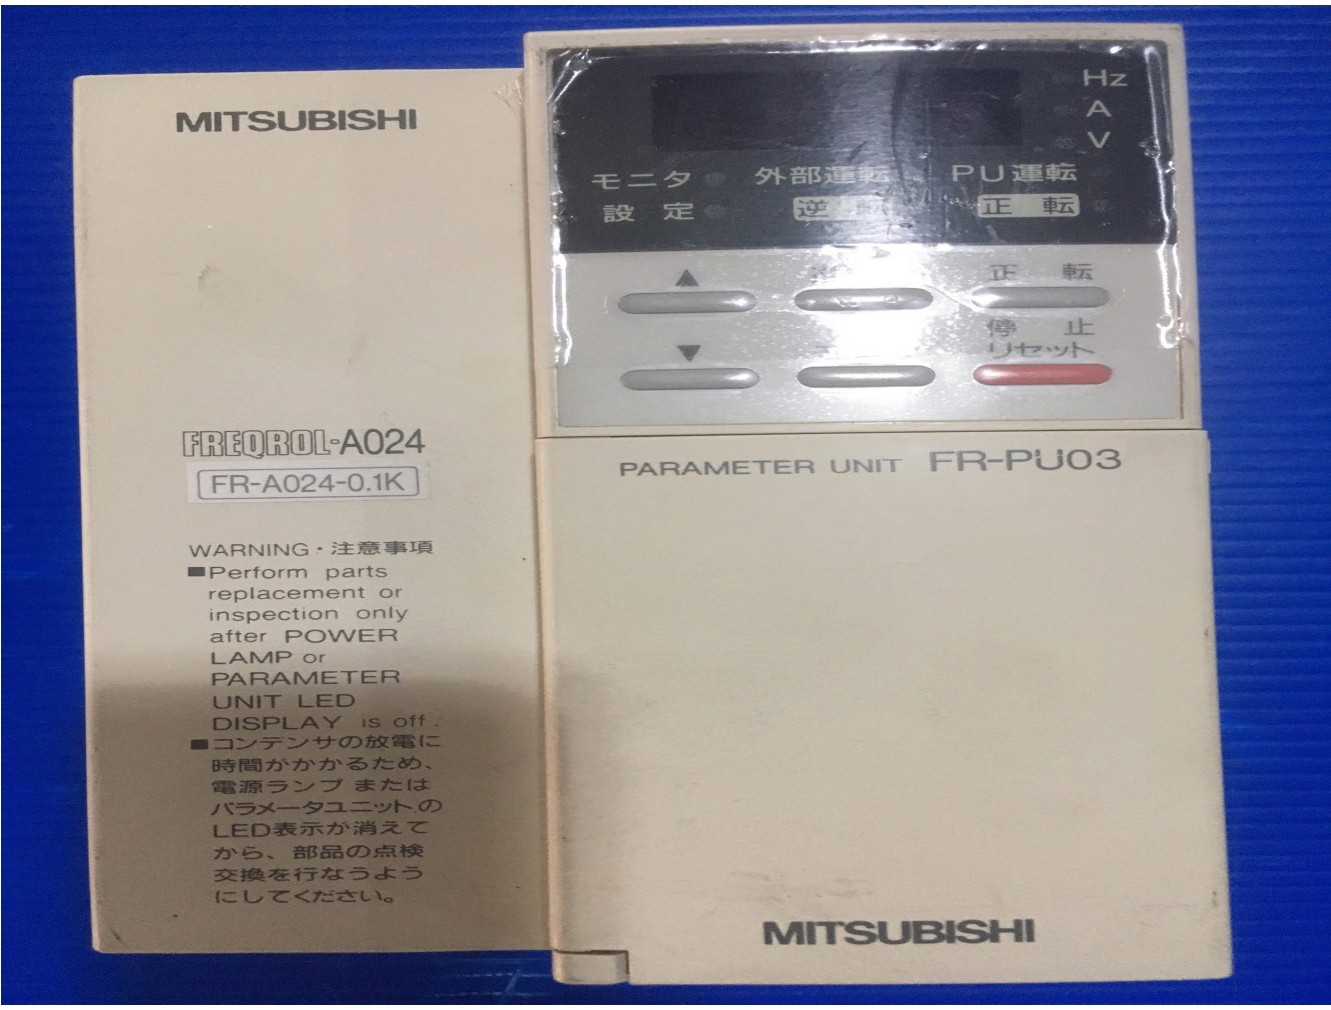 MITSUBISHI
FREQROL-A024
FR-A024-0.1K
WARNING・注意事項
■Perform parts
replacement or
inspection only
after POWER
LAMP or
PARAMETER
UNIT LED
DISPLAY is off.
■コンデンサの放電に
時間がかかるため、
電源ランプまたは
パラメータユニットの
LED表示が消えて
から、部品の点検
交換を行なうよう
にしてください。
Hz
A
V
モニタ 外部運転 PU運転
設定 逆転 正転
▲ 正転
停止
▼ リセット
PARAMETER UNIT FR-PU03
MITSUBISHI